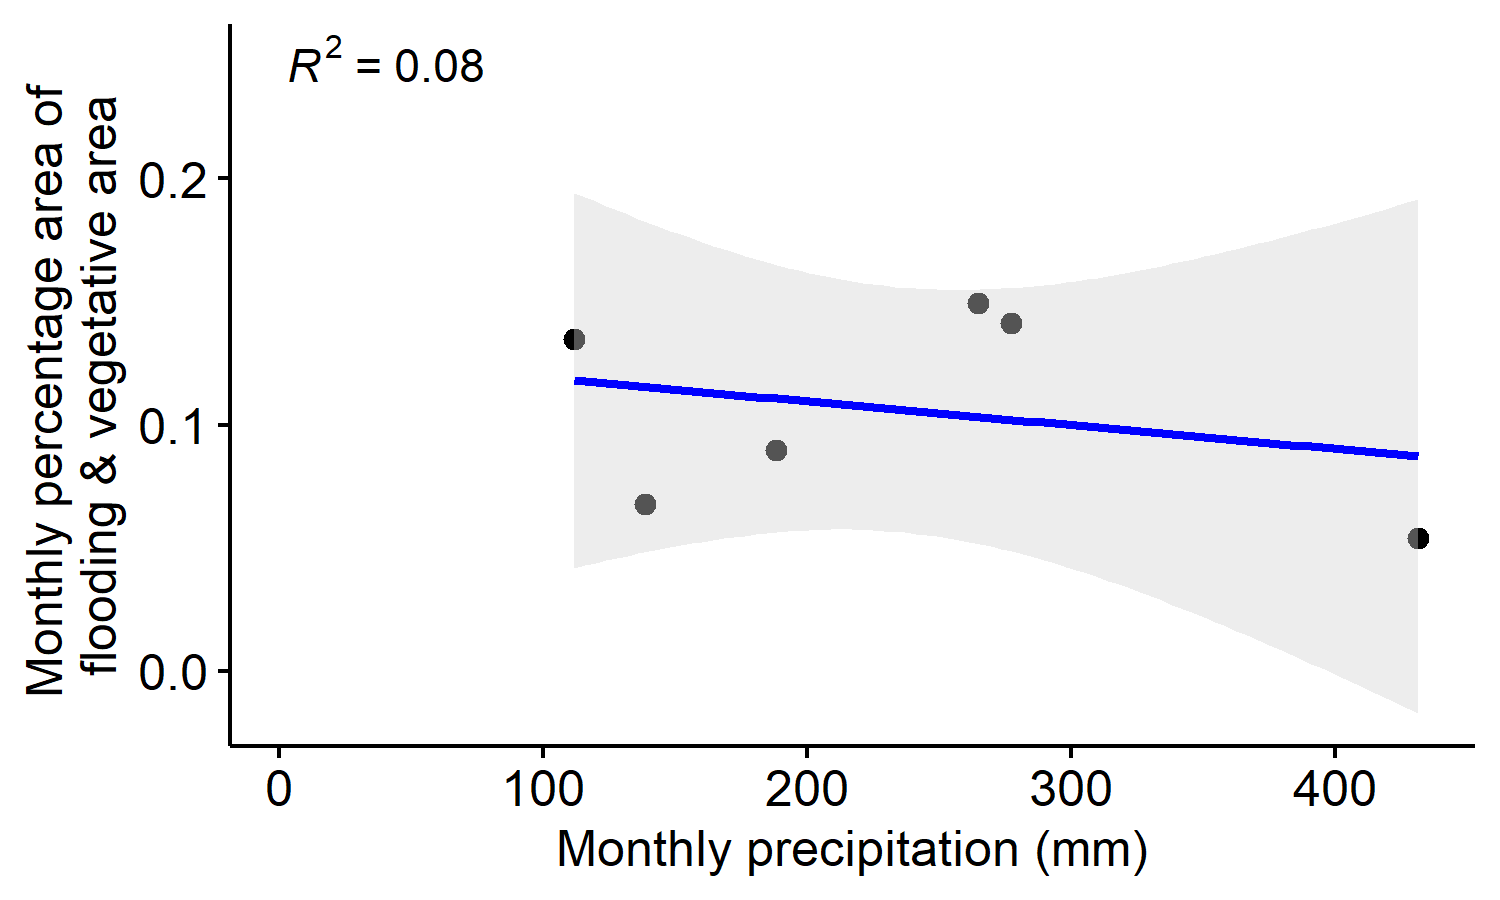 R² = 0.08
Monthly percentage area of
flooding & vegetative area
0.2
0.1
0.0
0 100 200 300 400
Monthly precipitation (mm)